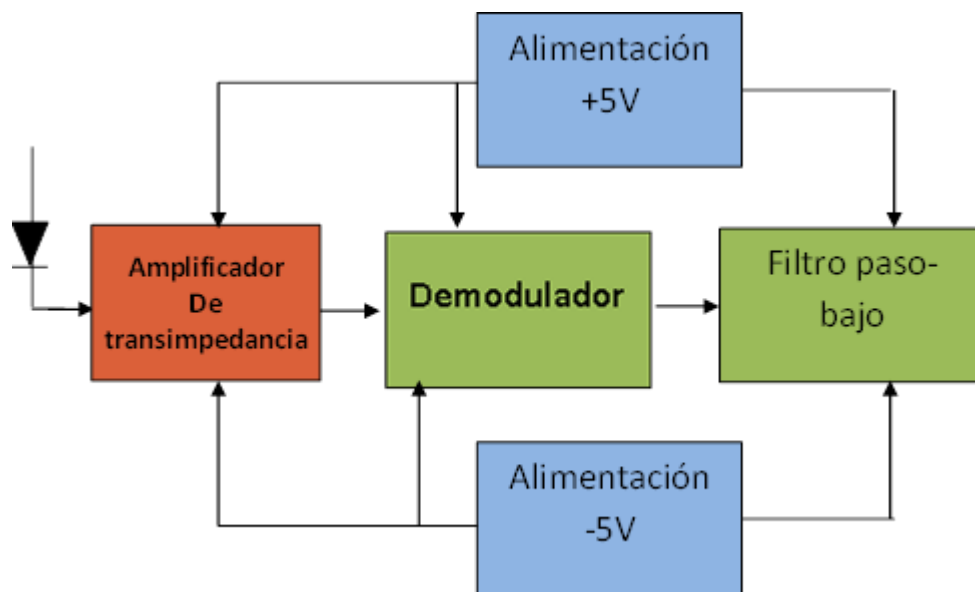 Alimentación
+5V
Amplificador
De
transimpedancia
Demodulador
Filtro paso-
bajo
Alimentación
-5V